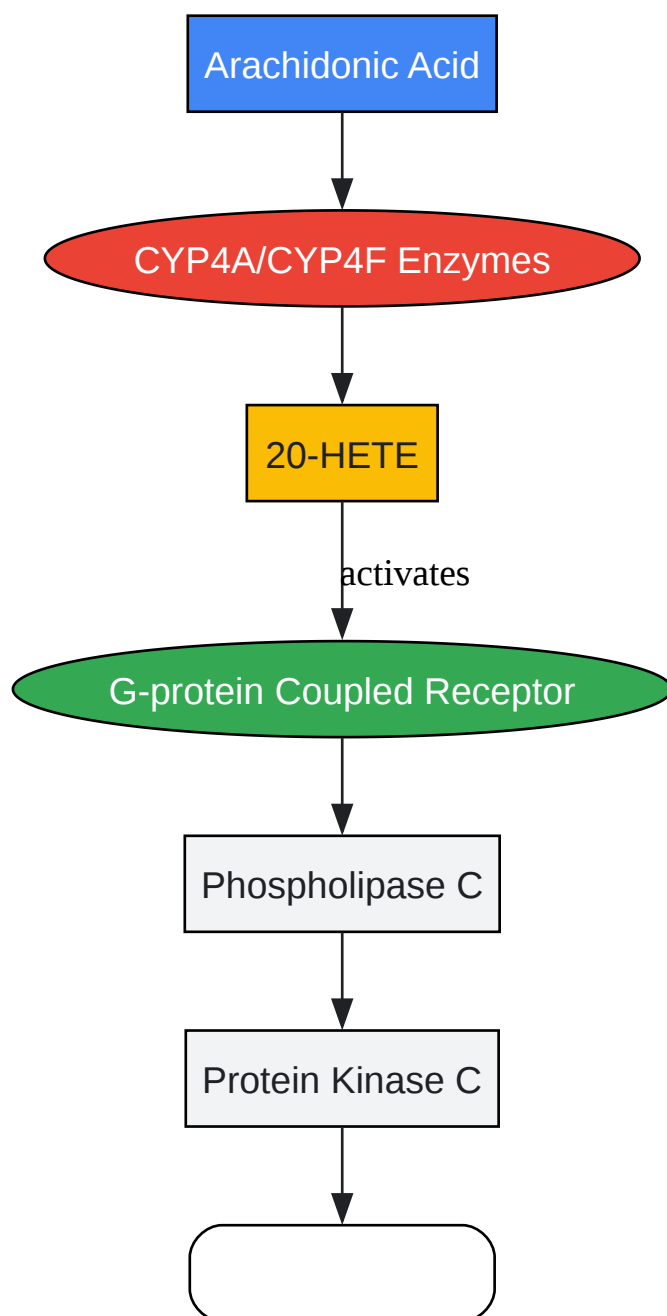 Arachidonic Acid
CYP4A/CYP4F Enzymes
20-HETE
activates
G-protein Coupled Receptor
Phospholipase C
Protein Kinase C